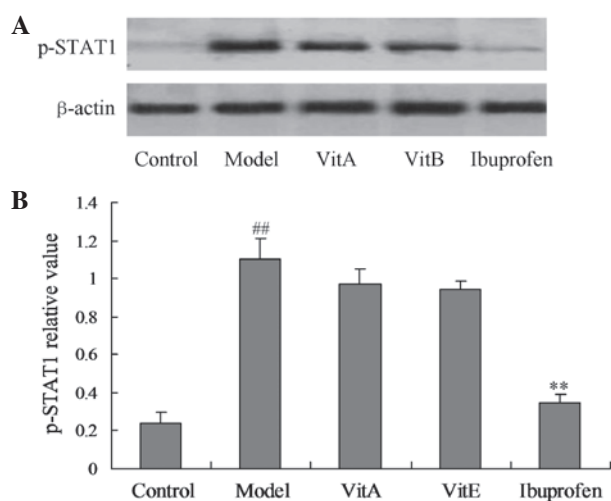 A
p-STAT1
β-actin
Control Model VitA VitB Ibuprofen
B
p-STAT1 relative value
1.4
1.2
1
0.8
0.6
0.4
0.2
0
##
**
Control Model VitA VitE Ibuprofen